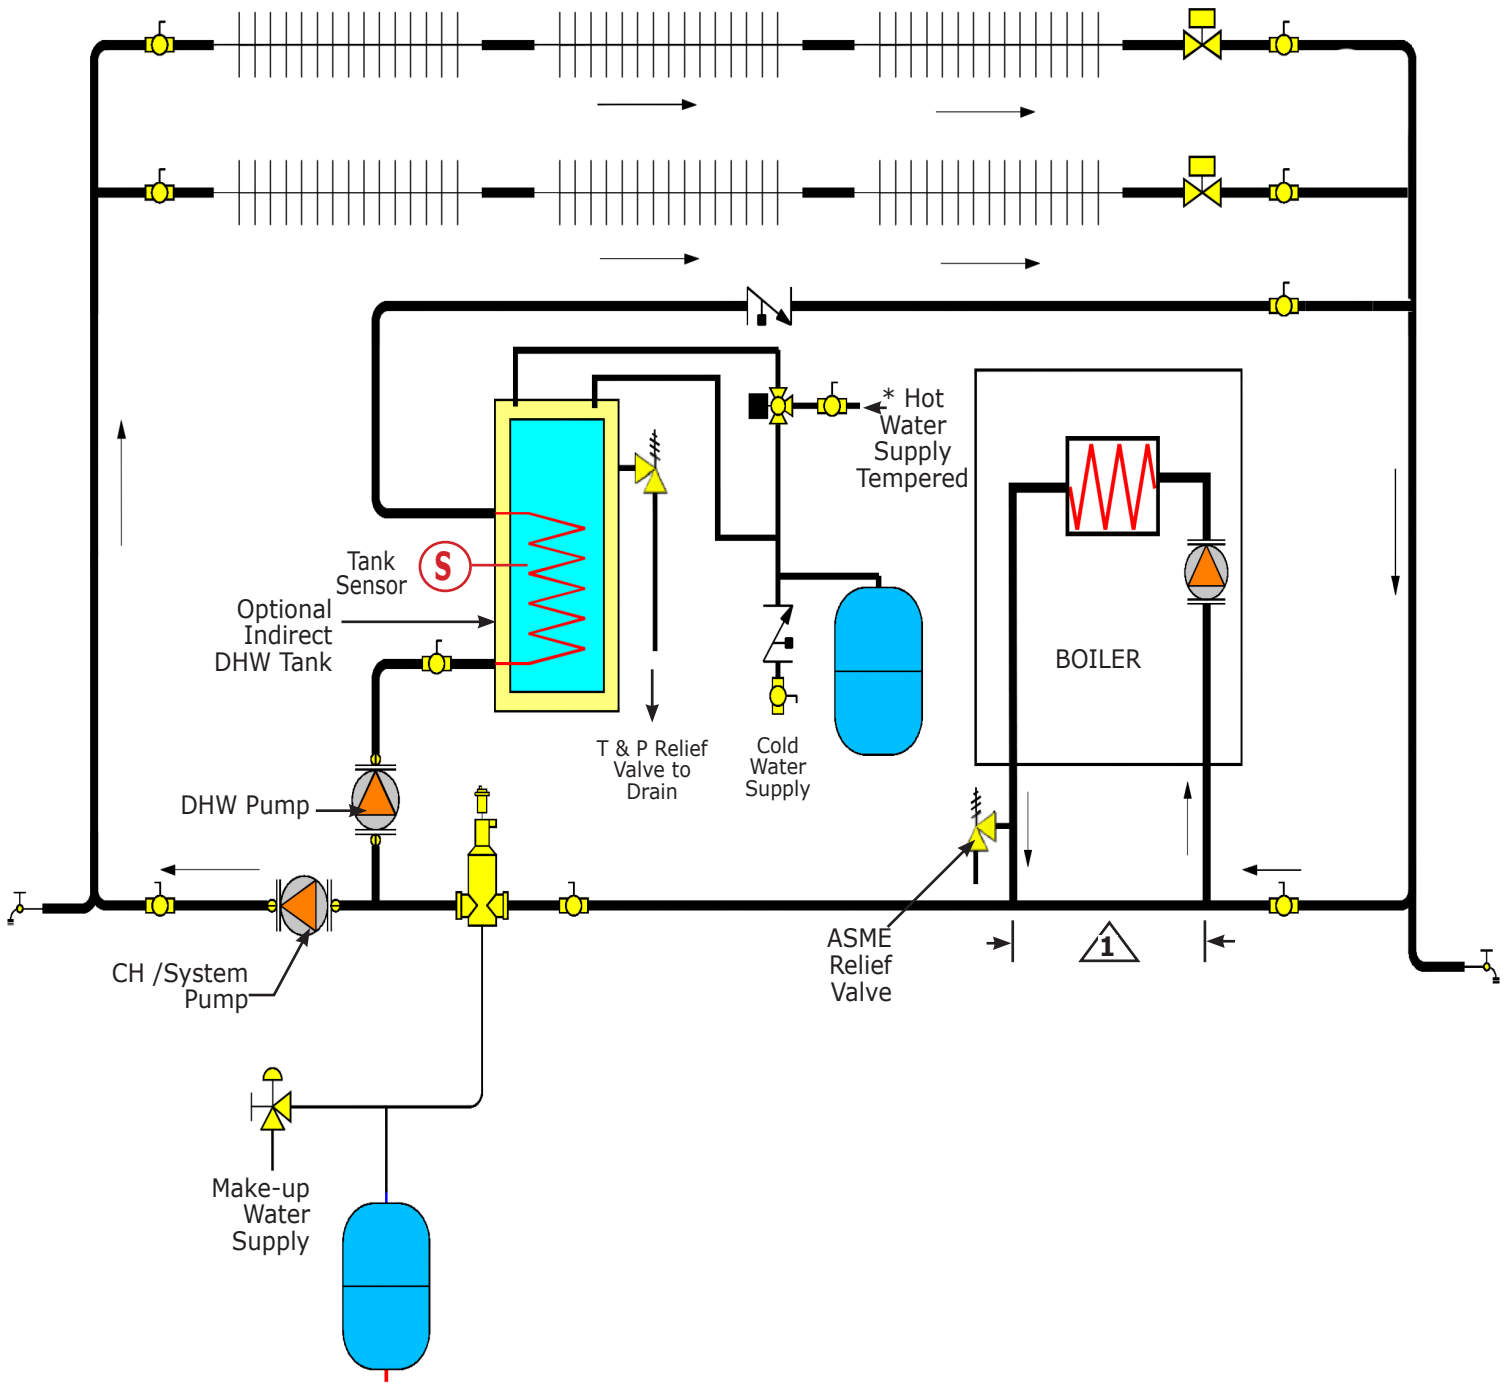 * Hot
Water
Supply
Tempered
Tank
Sensor
S
Optional
Indirect
DHW Tank
BOILER
T & P Relief
Valve to
Drain
Cold
Water
Supply
DHW Pump
ASME
Relief
Valve
1
CH /System
Pump
Make-up
Water
Supply